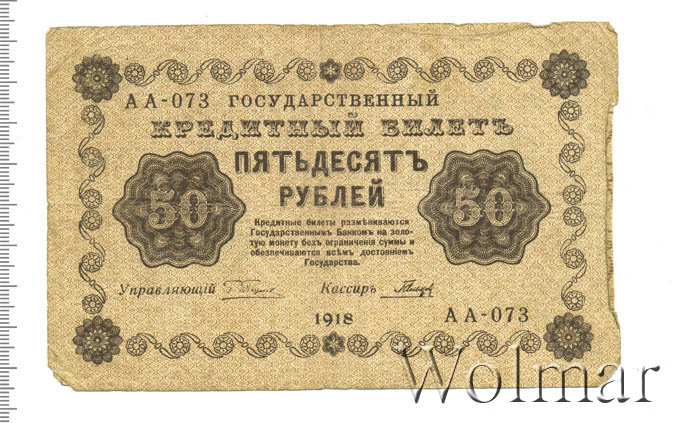 АА-073 ГОСУДАРСТВЕННЫЙ
КРЕДИТНЫЙ БИЛЕТЪ
ПЯТЬДЕСЯТЪ
РУБЛЕЙ
50
50
Кредитные билеты размѣниваются
Государственнымъ Банкомъ на золо-
тую монету безъ ограниченія суммы и
обезпечиваются всѣмъ достояніемъ
Государства.
Управляющій
Кассиръ
1918
АА-073
Wolmar